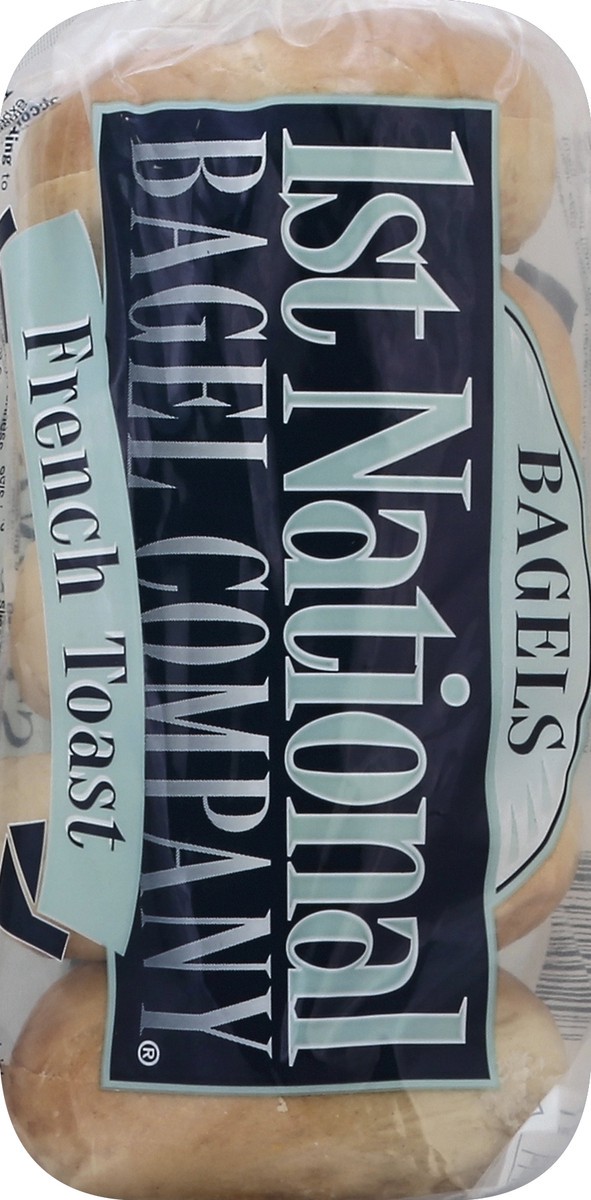 BAGELS
1st National
BAGEL COMPANY®
French Toast